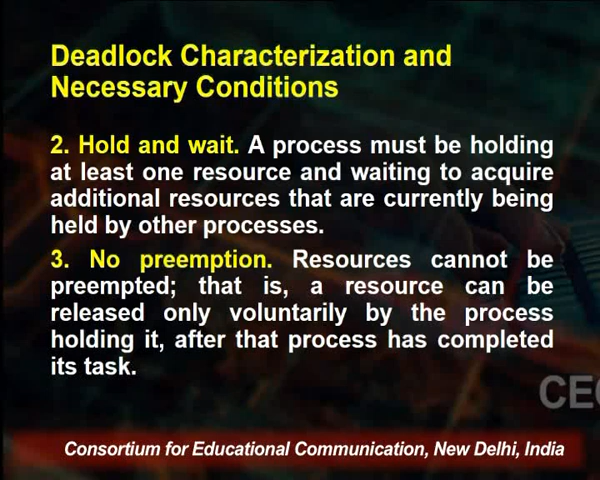 Deadlock Characterization and
Necessary Conditions
2. Hold and wait. A process must be holding
at least one resource and waiting to acquire
additional resources that are currently being
held by other processes.
3. No preemption. Resources cannot be
preempted; that is, a resource can be
released only voluntarily by the process
holding it, after that process has completed
its task.
CEC
Consortium for Educational Communication, New Delhi, India